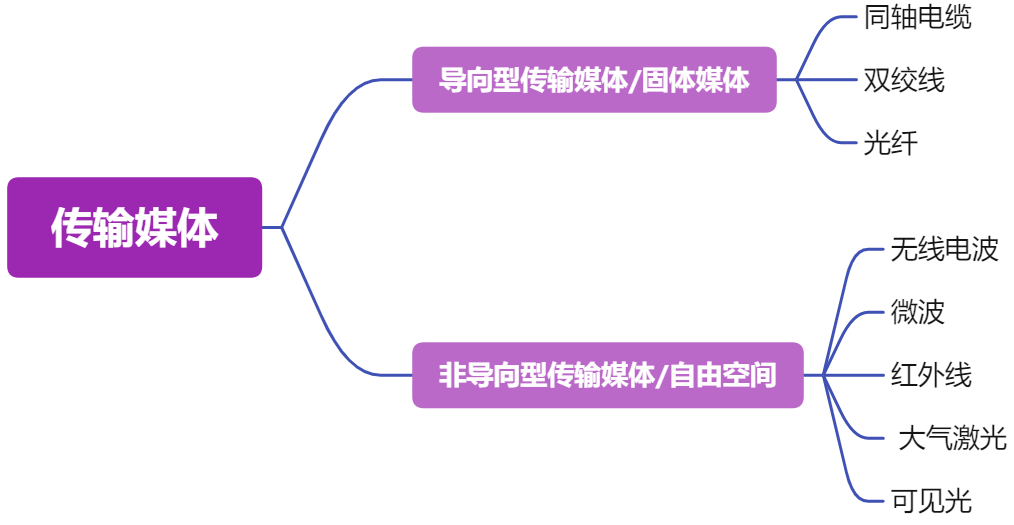 传输媒体
导向型传输媒体/固体媒体
同轴电缆
双绞线
光纤
非导向型传输媒体/自由空间
无线电波
微波
红外线
大气激光
可见光